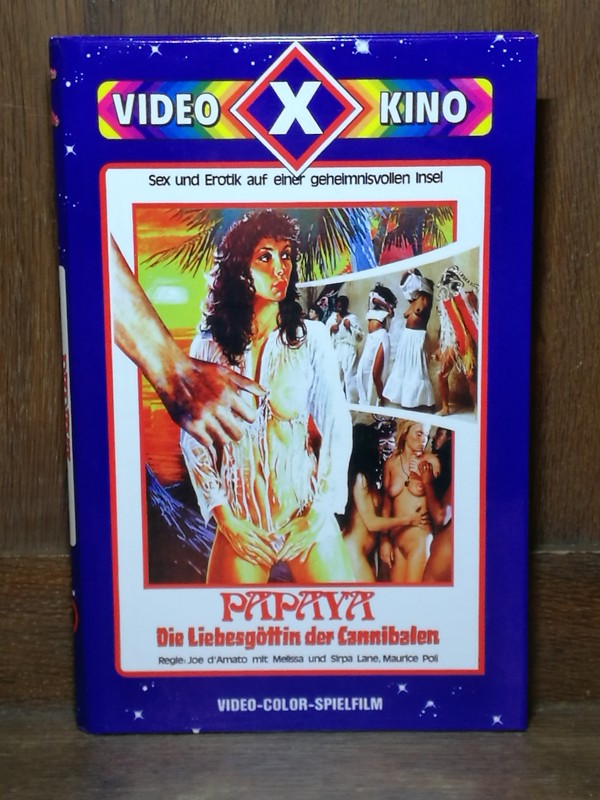 VIDEO X KINO
Sex und Erotik auf einer geheimnisvollen Insel
PAPAYA
Die Liebesgöttin der Cannibalen
Regie: Joe d'Amato mit Melissa und Sirpa Lane, Maurice Poli
VIDEO-COLOR-SPIELFILM